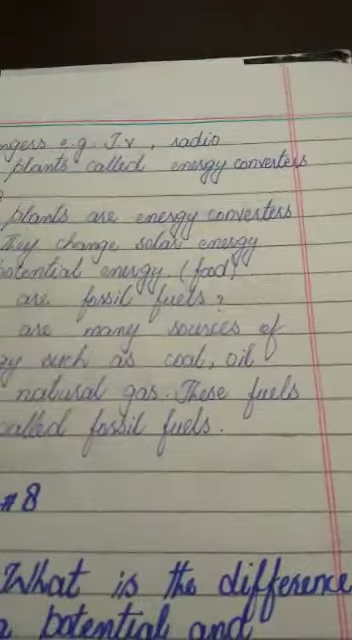 ngers e.g. T.v, radio
plants called energy converters
plants are energy converters
They change solar energy
potential energy (food)
are fossil fuels?
are many sources of
gy such as coal, oil
natural gas. These fuels
called fossil fuels.
#8
What is the difference
potential and